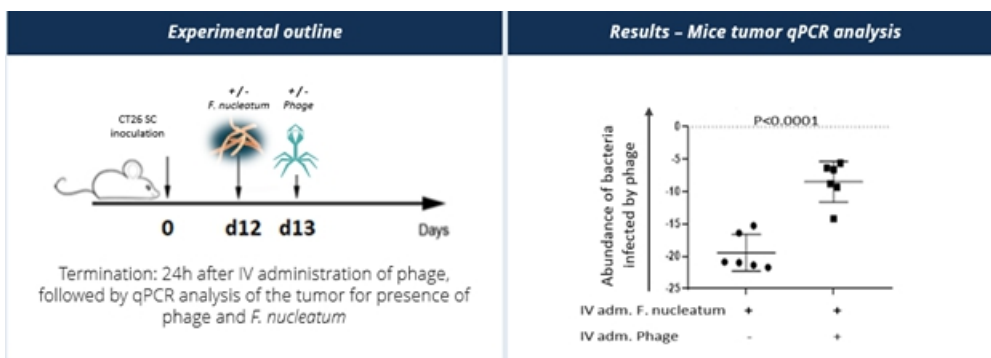 Experimental outline
+/-
F. nucleatum
+/-
Phage
CT26 SC
inoculation
0
d12
d13
Days
Termination: 24h after IV administration of phage,
followed by qPCR analysis of the tumor for presence of
phage and F. nucleatum
Results – Mice tumor qPCR analysis
P<0.0001
Abundance of bacteria
infected by phage
0
-5
-10
-15
-20
-25
IV adm. F. nucleatum + +
IV adm. Phage - +